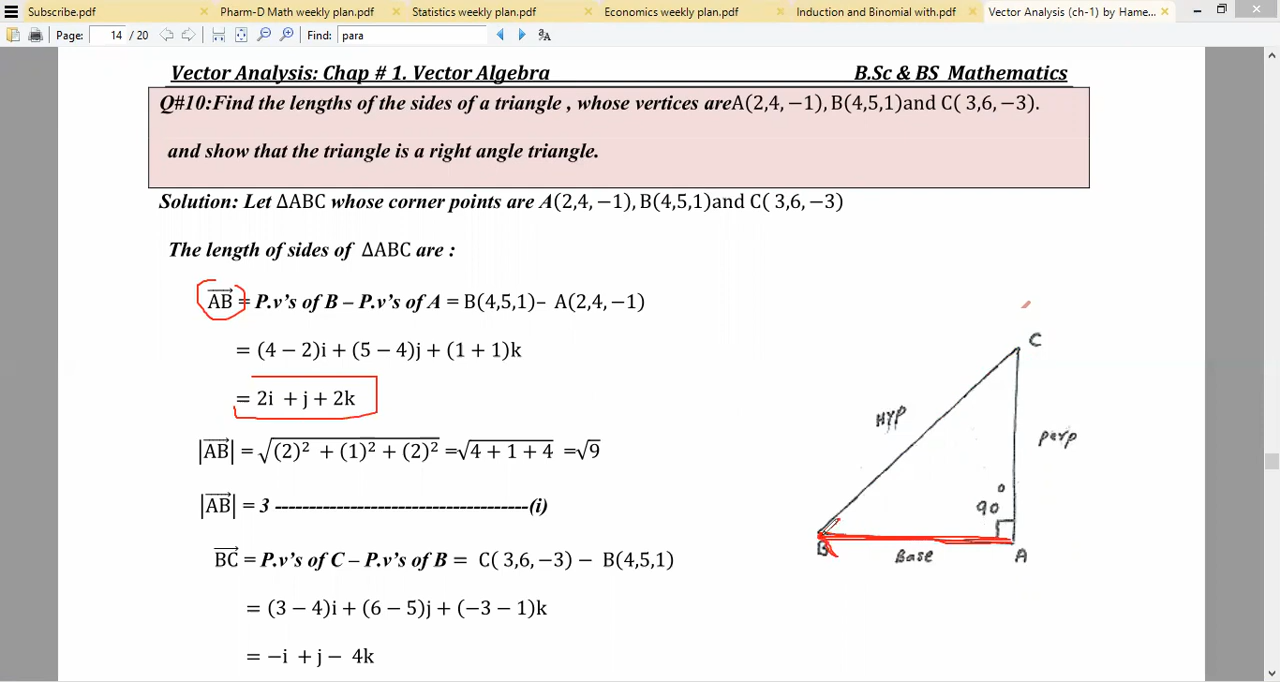 Subscribe.pdf Pharm-D Math weekly plan.pdf Statistics weekly plan.pdf Economics weekly plan.pdf Induction and Binomial with.pdf Vector Analysis (ch-1) by Hame...
Page: 14 / 20 Find: para
Vector Analysis: Chap # 1. Vector Algebra B.Sc & BS Mathematics
Q#10:Find the lengths of the sides of a triangle , whose vertices areA(2,4, −1), B(4,5,1)and C( 3,6, −3).
and show that the triangle is a right angle triangle.
Solution: Let ΔABC whose corner points are A(2,4, −1), B(4,5,1)and C( 3,6, −3)
The length of sides of ΔABC are :
AB⃗ = P.v's of B – P.v's of A = B(4,5,1)− A(2,4, −1)
= (4 − 2)i + (5 − 4)j + (1 + 1)k
= 2i + j + 2k
|AB⃗| = √((2)² + (1)² + (2)²) =√(4 + 1 + 4) =√9
|AB⃗| = 3 -------------------------------------(i)
BC⃗ = P.v's of C – P.v's of B = C( 3,6, −3) − B(4,5,1)
= (3 − 4)i + (6 − 5)j + (−3 − 1)k
= −i + j − 4k
C
HYP
Perp
90°
B
Base
A